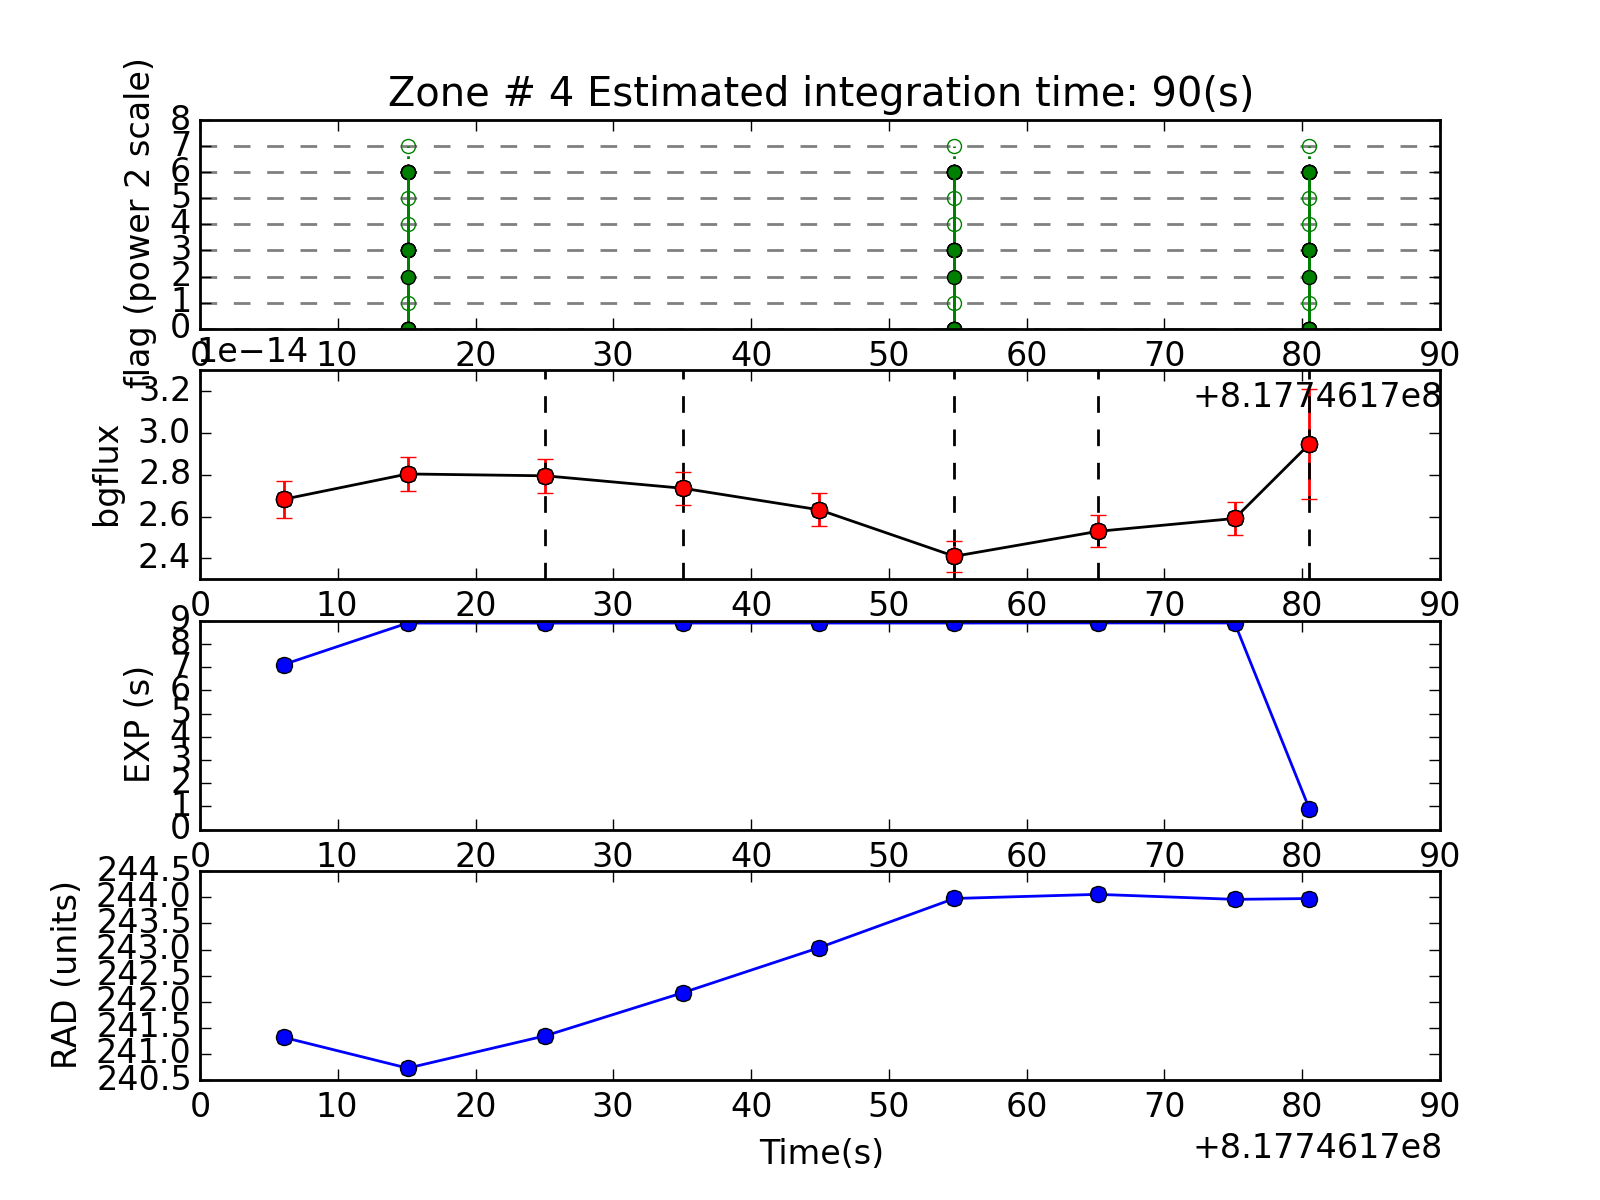 Zone # 4 Estimated integration time: 90(s)
flag (power 2 scale)
8
7
6
5
4
3
2
1
0
0 10 20 30 40 50 60 70 80 90
1e−14
+8.1774617e8
bgflux
3.2
3.0
2.8
2.6
2.4
0 10 20 30 40 50 60 70 80 90
EXP (s)
9
8
7
6
5
4
3
2
1
0
0 10 20 30 40 50 60 70 80 90
RAD (units)
244.5
244.0
243.5
243.0
242.5
242.0
241.5
241.0
240.5
0 10 20 30 40 50 60 70 80 90
Time(s)
+8.1774617e8